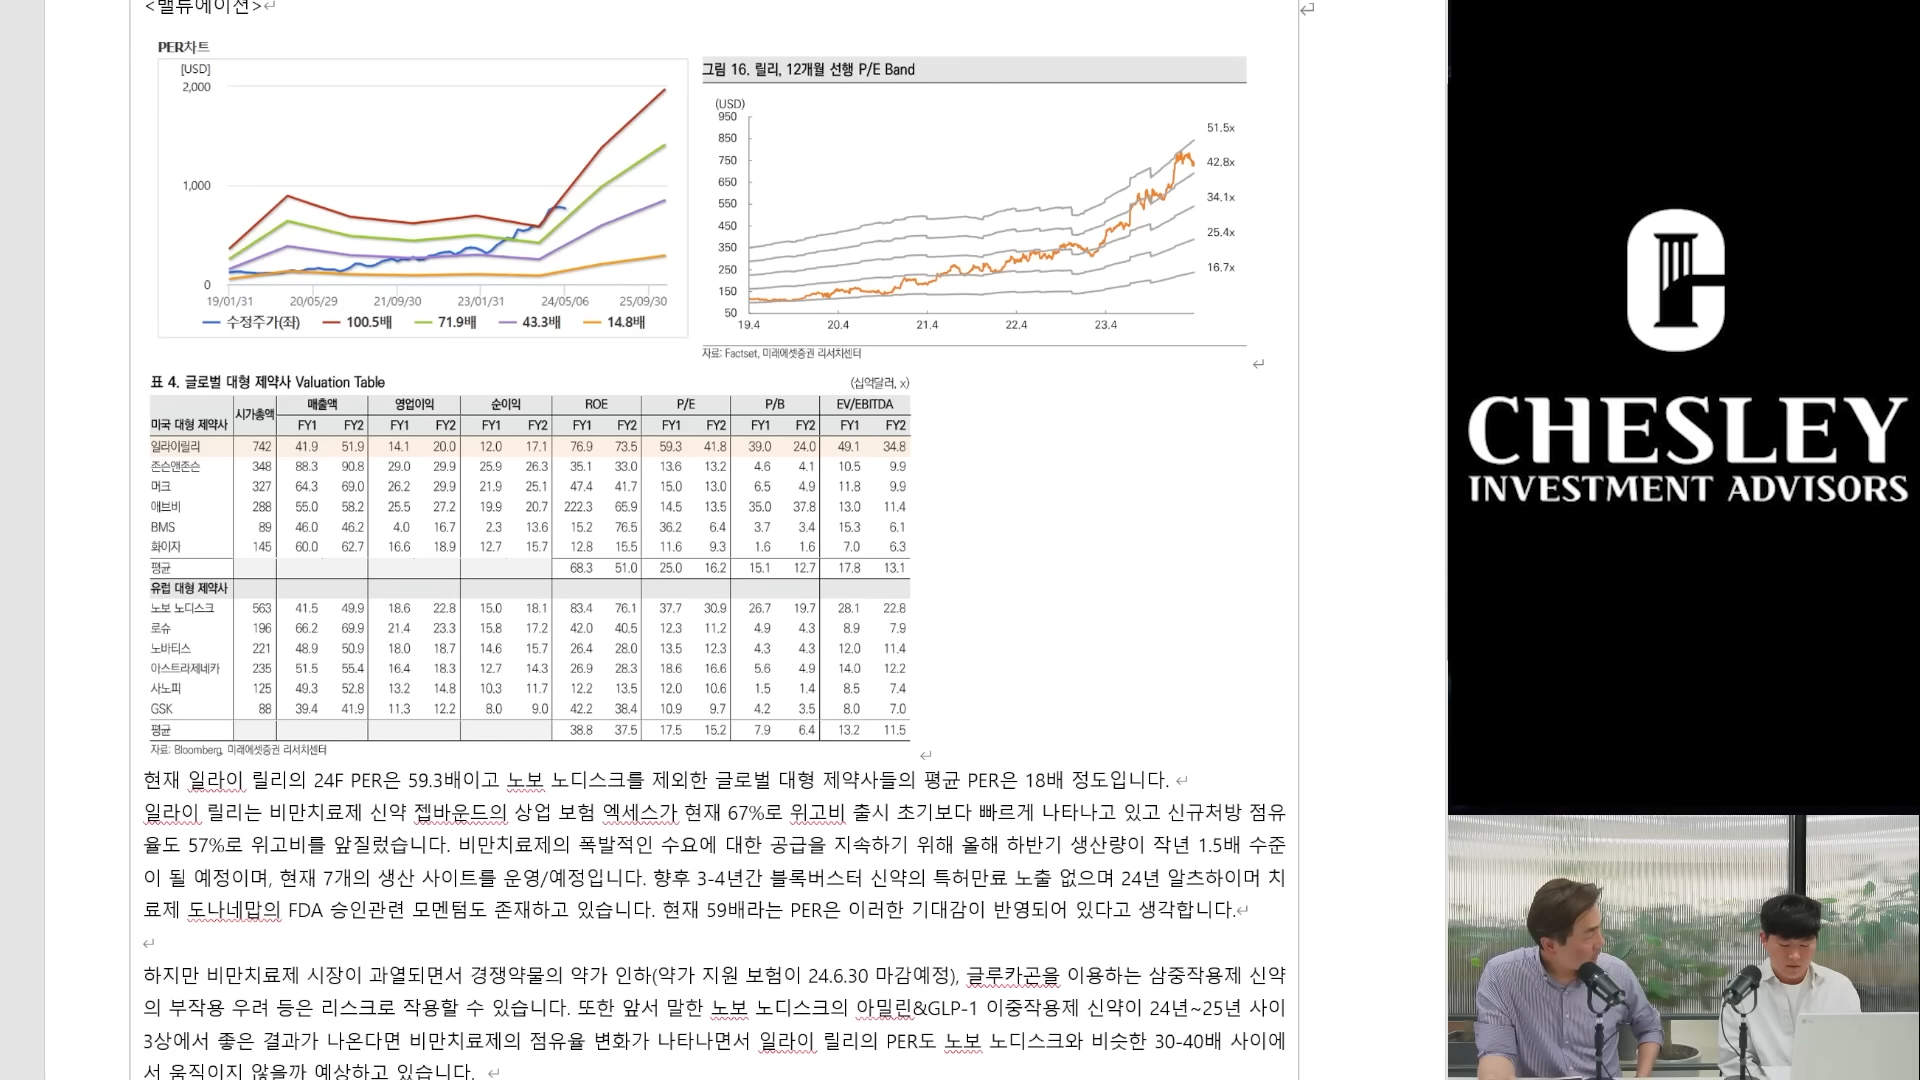 <밸류에이션>
PER차트
[USD]
2,000
1,000
0
19/01/31 20/05/29 21/09/30 23/01/31 24/05/06 25/09/30
수정주가(좌) 100.5배 71.9배 43.3배 14.8배
그림 16. 릴리, 12개월 선행 P/E Band
(USD)
950
850
750
650
550
450
350
250
150
50
51.5x
42.8x
34.1x
25.4x
16.7x
19.4 20.4 21.4 22.4 23.4
자료: Factset, 미래에셋증권 리서치센터
표 4. 글로벌 대형 제약사 Valuation Table (십억달러, x)
미국 대형 제약사 시가총액 매출액 영업이익 순이익 ROE P/E P/B EV/EBITDA
FY1 FY2 FY1 FY2 FY1 FY2 FY1 FY2 FY1 FY2 FY1 FY2 FY1 FY2
일라이릴리 742 41.9 51.9 14.1 20.0 12.0 17.1 76.9 73.5 59.3 41.8 39.0 24.0 49.1 34.8
존슨앤존슨 348 88.3 90.8 29.0 29.9 25.9 26.3 35.1 33.0 13.6 13.2 4.6 4.1 10.5 9.9
머크 327 64.3 69.0 26.2 29.9 21.9 25.1 47.4 41.7 15.0 13.0 6.5 4.9 11.8 9.9
애브비 288 55.0 58.2 25.5 27.2 19.9 20.7 222.3 65.9 14.5 13.5 35.0 37.8 13.0 11.4
BMS 89 46.0 46.2 4.0 16.7 2.3 13.6 15.2 76.5 36.2 6.4 3.7 3.4 15.3 6.1
화이자 145 60.0 62.7 16.6 18.9 12.7 15.7 12.8 15.5 11.6 9.3 1.6 1.6 7.0 6.3
평균 68.3 51.0 25.0 16.2 15.1 12.7 17.8 13.1
유럽 대형 제약사
노보 노디스크 563 41.5 49.9 18.6 22.8 15.0 18.1 83.4 76.1 37.7 30.9 26.7 19.7 28.1 22.8
로슈 196 66.2 69.9 21.4 23.3 15.8 17.2 42.0 40.5 12.3 11.2 4.9 4.3 8.9 7.9
노바티스 221 48.9 50.9 18.0 18.7 14.6 15.7 26.4 28.0 13.5 12.3 4.3 4.3 12.0 11.4
아스트라제네카 235 51.5 55.4 16.4 18.3 12.7 14.3 26.9 28.3 18.6 16.6 5.6 4.9 14.0 12.2
사노피 125 49.3 52.8 13.2 14.8 10.3 11.7 12.2 13.5 12.0 10.6 1.5 1.4 8.5 7.4
GSK 88 39.4 41.9 11.3 12.2 8.0 9.0 42.2 38.4 10.9 9.7 4.2 3.5 8.0 7.0
평균 38.8 37.5 17.5 15.2 7.9 6.4 13.2 11.5
자료: Bloomberg, 미래에셋증권 리서치센터
현재 일라이 릴리의 24F PER은 59.3배이고 노보 노디스크를 제외한 글로벌 대형 제약사들의 평균 PER은 18배 정도입니다.
일라이 릴리는 비만치료제 신약 젭바운드의 상업 보험 엑세스가 현재 67%로 위고비 출시 초기보다 빠르게 나타나고 있고 신규처방 점유
율도 57%로 위고비를 앞질렀습니다. 비만치료제의 폭발적인 수요에 대한 공급을 지속하기 위해 올해 하반기 생산량이 작년 1.5배 수준
이 될 예정이며, 현재 7개의 생산 사이트를 운영/예정입니다. 향후 3-4년간 블록버스터 신약의 특허만료 노출 없으며 24년 알츠하이머 치
료제 도나네맙의 FDA 승인관련 모멘텀도 존재하고 있습니다. 현재 59배라는 PER은 이러한 기대감이 반영되어 있다고 생각합니다.
하지만 비만치료제 시장이 과열되면서 경쟁약물의 약가 인하(약가 지원 보험이 24.6.30 마감예정), 글루카곤을 이용하는 삼중작용제 신약
의 부작용 우려 등은 리스크로 작용할 수 있습니다. 또한 앞서 말한 노보 노디스크의 아밀린&GLP-1 이중작용제 신약이 24년~25년 사이
3상에서 좋은 결과가 나온다면 비만치료제의 점유율 변화가 나타나면서 일라이 릴리의 PER도 노보 노디스크와 비슷한 30-40배 사이에
서 움직이지 않을까 예상하고 있습니다.
CHESLEY
INVESTMENT ADVISORS